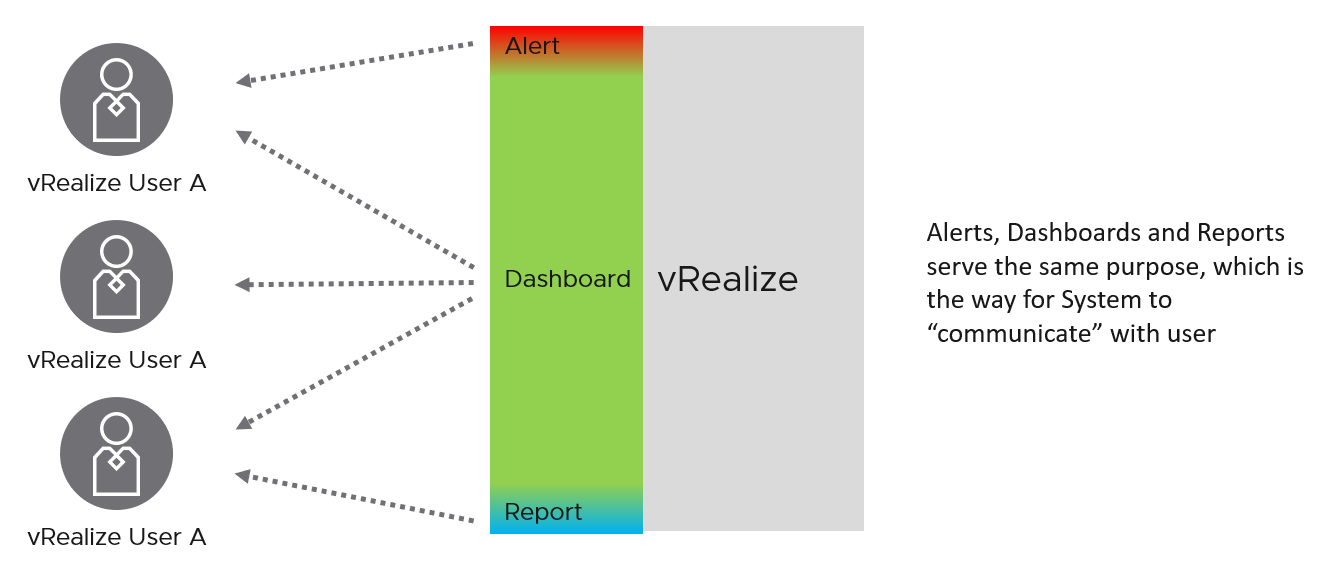 Alert
vRealize User A
Dashboard
vRealize
Alerts, Dashboards and Reports
serve the same purpose, which is
the way for System to
“communicate” with user
vRealize User A
Report
vRealize User A